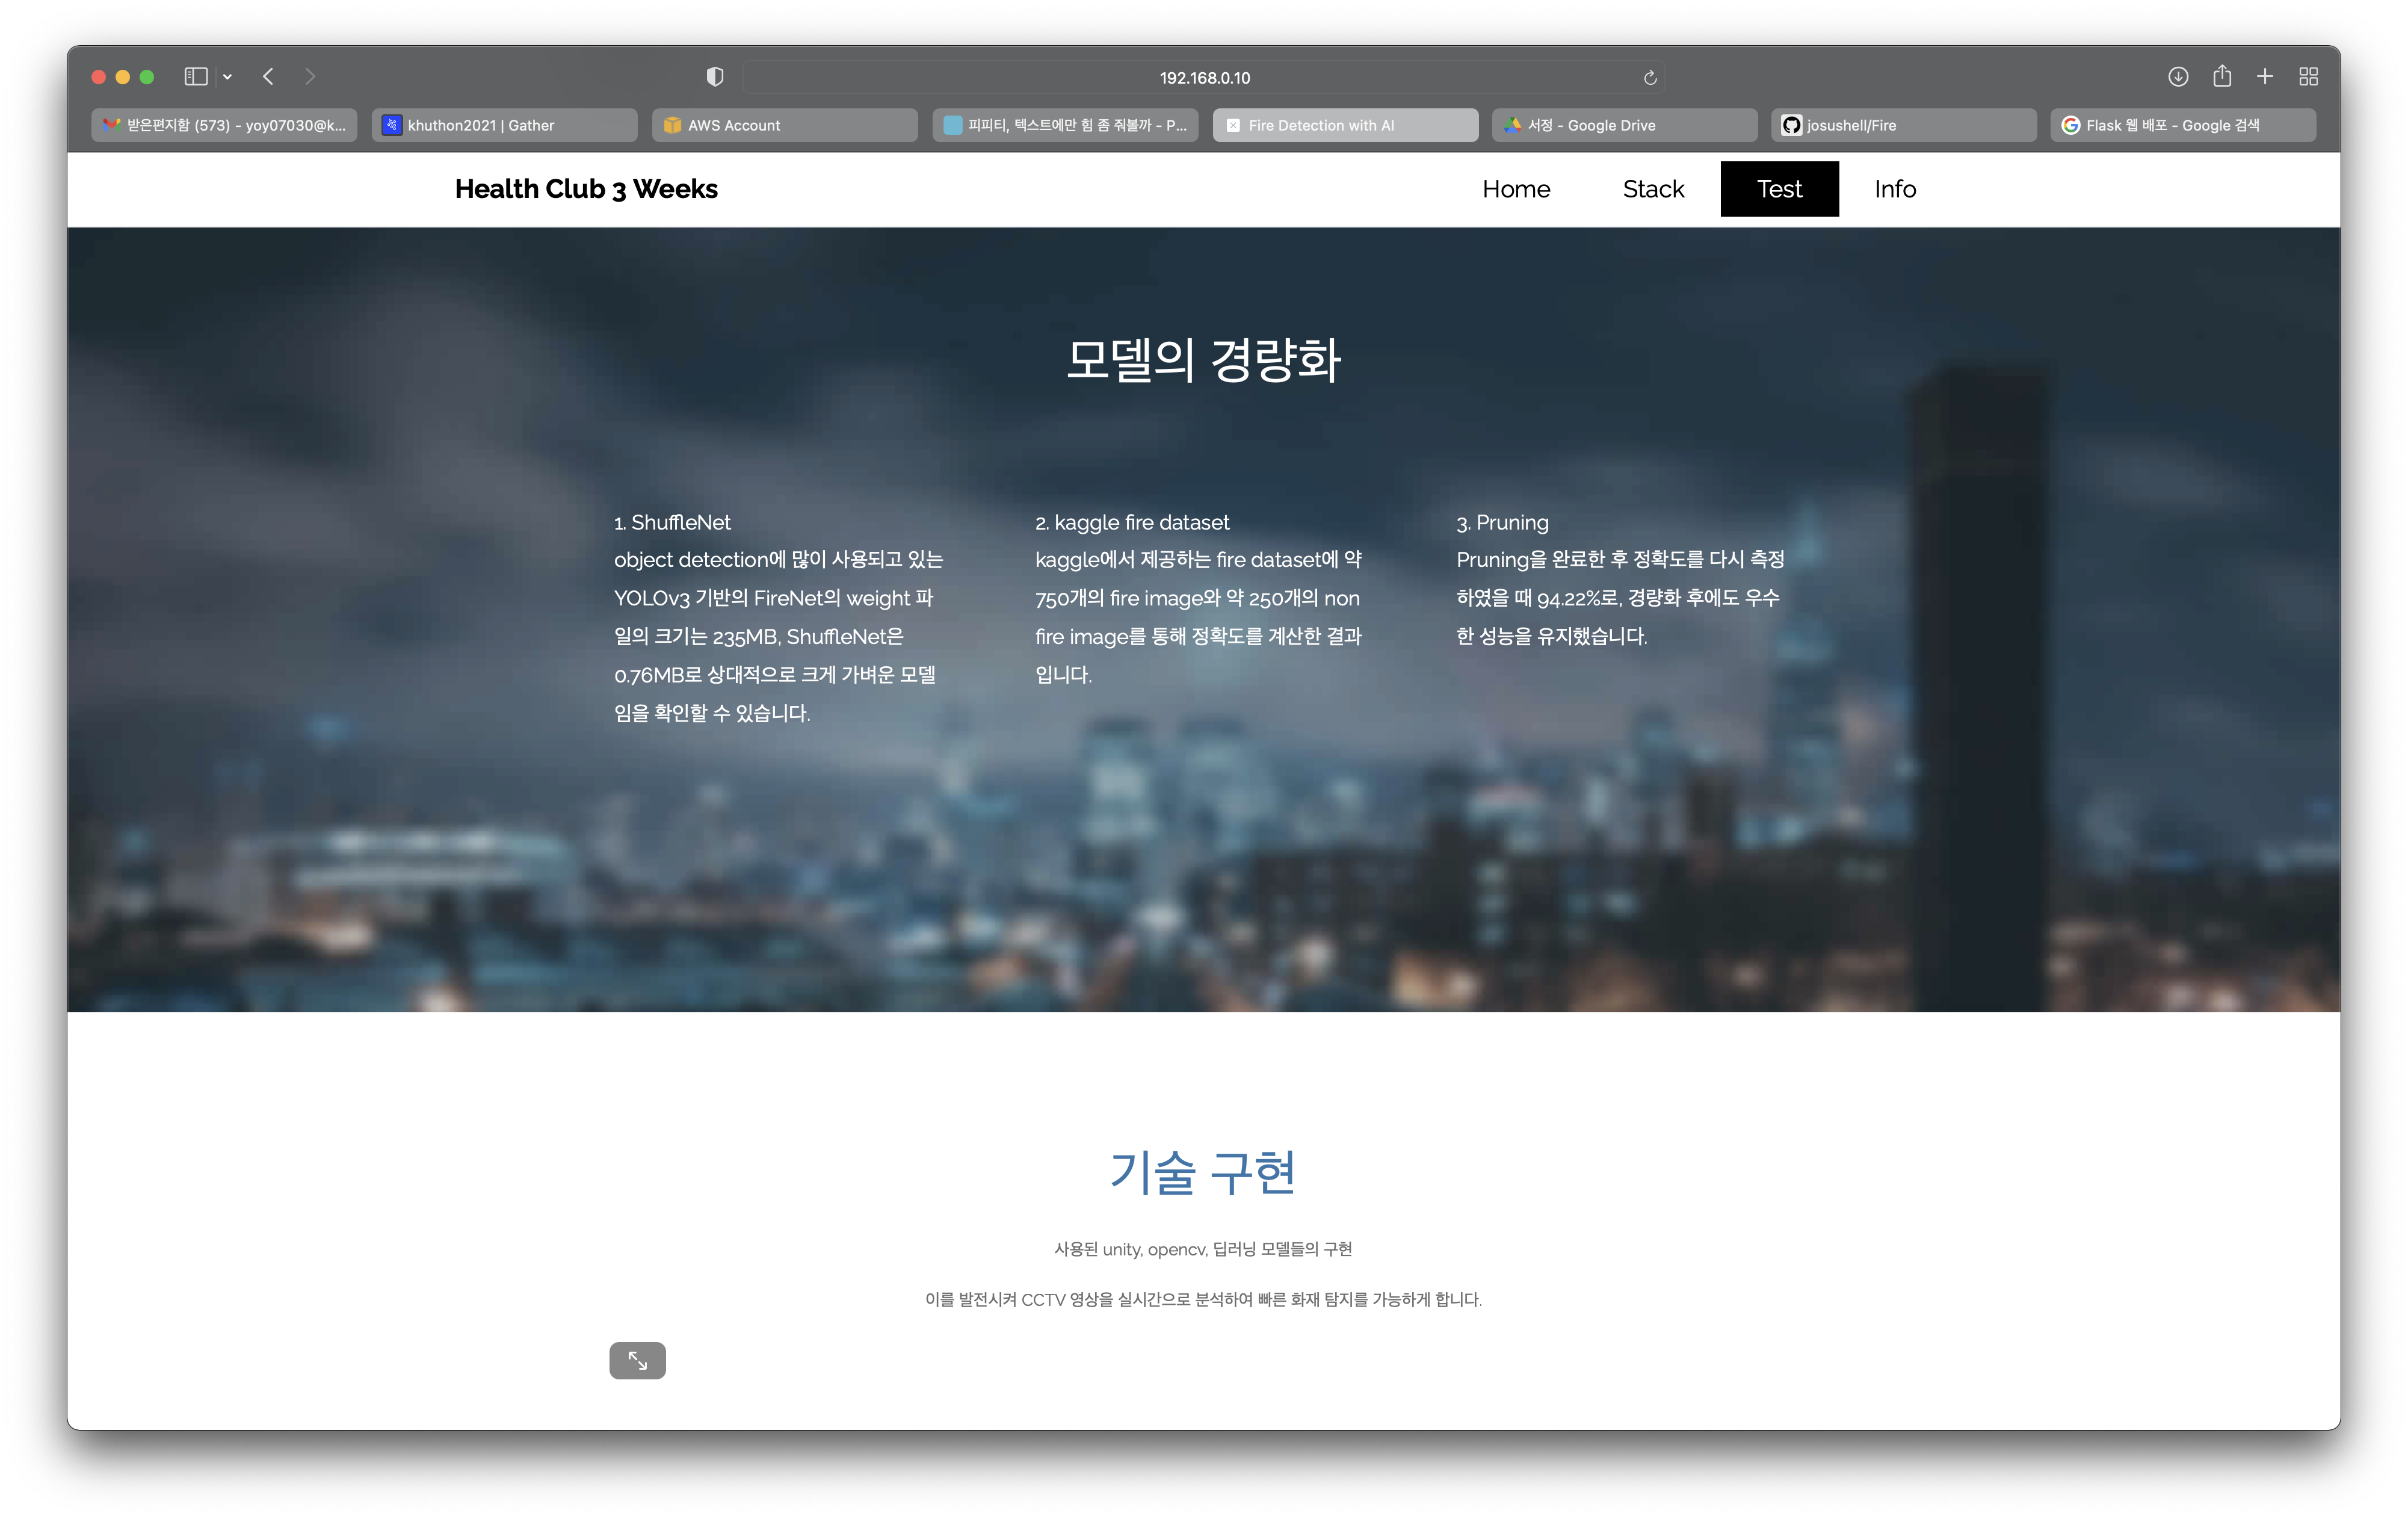 192.168.0.10
받은편지함 (573) - yoy07030@k...
khuthon2021 | Gather
AWS Account
피피티, 텍스트에만 힘 좀 줘볼까 - P...
Fire Detection with AI
서정 - Google Drive
josushell/Fire
Flask 웹 배포 - Google 검색
Health Club 3 Weeks
Home
Stack
Test
Info
모델의 경량화
1. ShuffleNet
object detection에 많이 사용되고 있는
YOLOv3 기반의 FireNet의 weight 파
일의 크기는 235MB, ShuffleNet은
0.76MB로 상대적으로 크게 가벼운 모델
임을 확인할 수 있습니다.
2. kaggle fire dataset
kaggle에서 제공하는 fire dataset에 약
750개의 fire image와 약 250개의 non
fire image를 통해 정확도를 계산한 결과
입니다.
3. Pruning
Pruning을 완료한 후 정확도를 다시 측정
하였을 때 94.22%로, 경량화 후에도 우수
한 성능을 유지했습니다.
기술 구현
사용된 unity, opencv, 딥러닝 모델들의 구현
이를 발전시켜 CCTV 영상을 실시간으로 분석하여 빠른 화재 탐지를 가능하게 합니다.